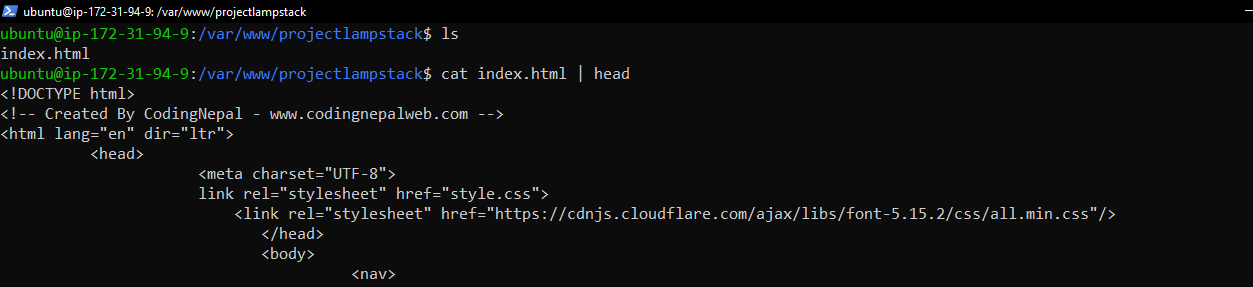 ubuntu@ip-172-31-94-9: /var/www/projectlampstack
ubuntu@ip-172-31-94-9:/var/www/projectlampstack$ ls
index.html
ubuntu@ip-172-31-94-9:/var/www/projectlampstack$ cat index.html | head
<!DOCTYPE html>
<!-- Created By CodingNepal - www.codingnepalweb.com -->
<html lang="en" dir="ltr">
<head>
<meta charset="UTF-8">
link rel="stylesheet" href="style.css">
<link rel="stylesheet" href="https://cdnjs.cloudflare.com/ajax/libs/font-5.15.2/css/all.min.css"/>
</head>
<body>
<nav>